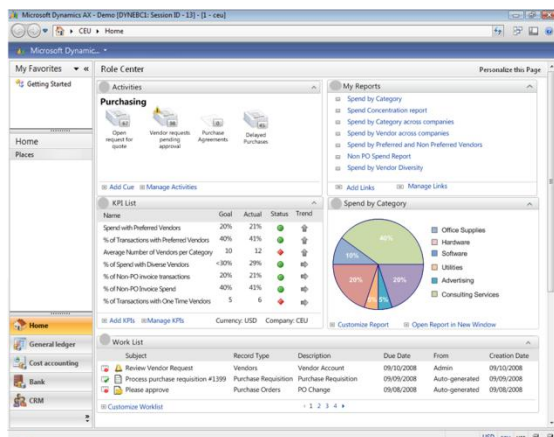 Microsoft Dynamics AX - Demo [DYNEBC1: Session ID - 13] - [1 - ceu]
CEU ▸ Home
Microsoft Dynamic...
My Favorites
Getting Started
Home
Places
Home
General ledger
Cost accounting
Bank
CRM
Role Center
Personalize this Page
Activities
Purchasing
Open request for quote
Vendor requests pending approval
Purchase Agreements
Delayed Purchases
Add Cue Manage Activities
My Reports
Spend by Category
Spend Concentration report
Spend by Category across companies
Spend by Vendor across companies
Spend by Preferred and Non Preferred Vendors
Non PO Spend Report
Spend by Vendor Diversity
Add Links Manage Links
KPI List
Name Goal Actual Status Trend
Spend with Preferred Vendors 20% 21%
% of Transactions with Preferred Vendors 40% 41%
Average Number of Vendors per Category 10 12
% of Spend with Diverse Vendors <30% 29%
% of Non-PO invoice transactions 20% 21%
% of Non-PO Invoice Spend 40% 41%
% of Transactions with One Time Vendors 5 6
Add KPIs Manage KPIs Currency: USD Company: CEU
Spend by Category
40%
10%
20%
20%
5%
5%
Office Supplies
Hardware
Software
Utilities
Advertising
Consulting Services
Customize Report Open Report in New Window
Work List
Subject Record Type Description Due Date From Creation Date
Review Vendor Request Vendors Vendor Account 09/10/2008 Admin 09/10/2008
Process purchase requisition #1399 Purchase Requisition Purchase Requisition 09/09/2008 Auto-generated 09/09/2008
Please approve Purchase Orders PO Change 09/08/2008 Auto-generated 09/08/2008
Customize Worklist
1 2 3 4